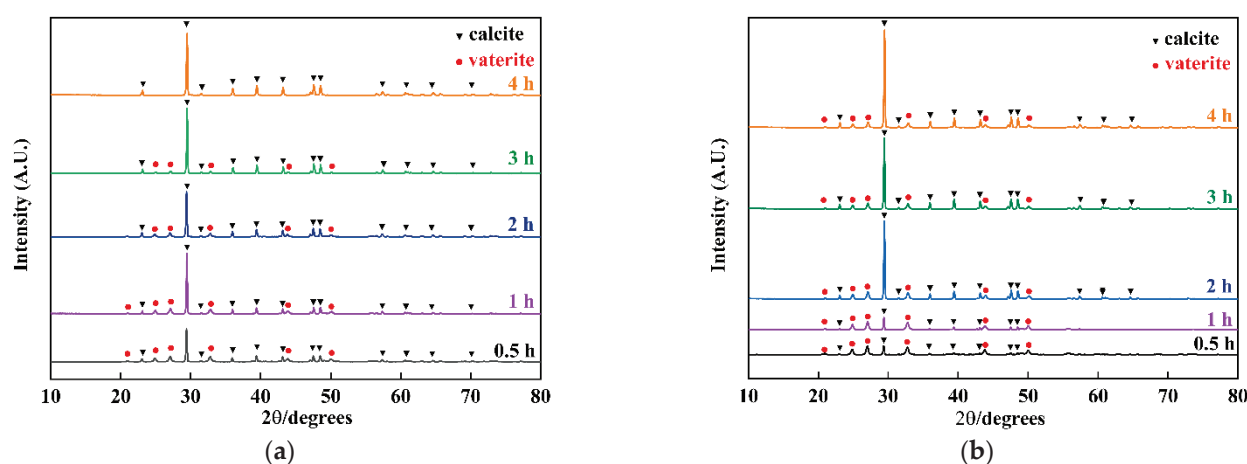 calcite
vaterite
4 h
3 h
2 h
1 h
0.5 h
Intensity (A.U.)
10 20 30 40 50 60 70 80
2θ/degrees
(a)
calcite
vaterite
4 h
3 h
2 h
1 h
0.5 h
Intensity (A.U.)
10 20 30 40 50 60 70 80
2θ/degrees
(b)